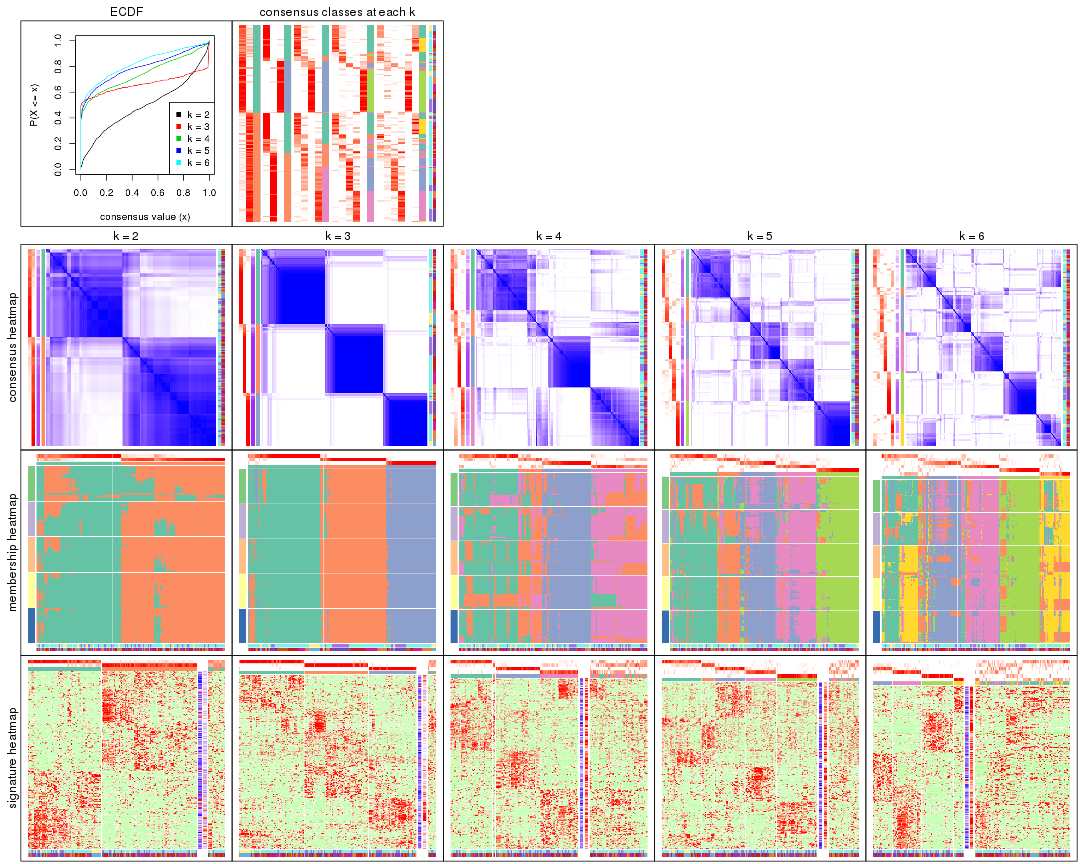 ECDF
consensus classes at each k
P(X <= x)
0.0 0.2 0.4 0.6 0.8 1.0
k = 2
k = 3
k = 4
k = 5
k = 6
0.0 0.2 0.4 0.6 0.8 1.0
consensus value (x)
k = 2
k = 3
k = 4
k = 5
k = 6
consensus heatmap
membership heatmap
signature heatmap